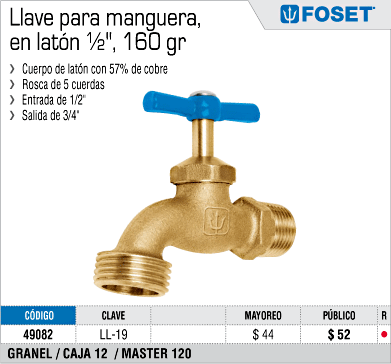 Llave para manguera,
en latón ½", 160 gr
FOSET®
› Cuerpo de latón con 57% de cobre
› Rosca de 5 cuerdas
› Entrada de 1/2"
› Salida de 3/4"
CÓDIGO CLAVE MAYOREO PÚBLICO R
49082 LL-19 $ 44 $ 52 ●
GRANEL / CAJA 12 / MASTER 120